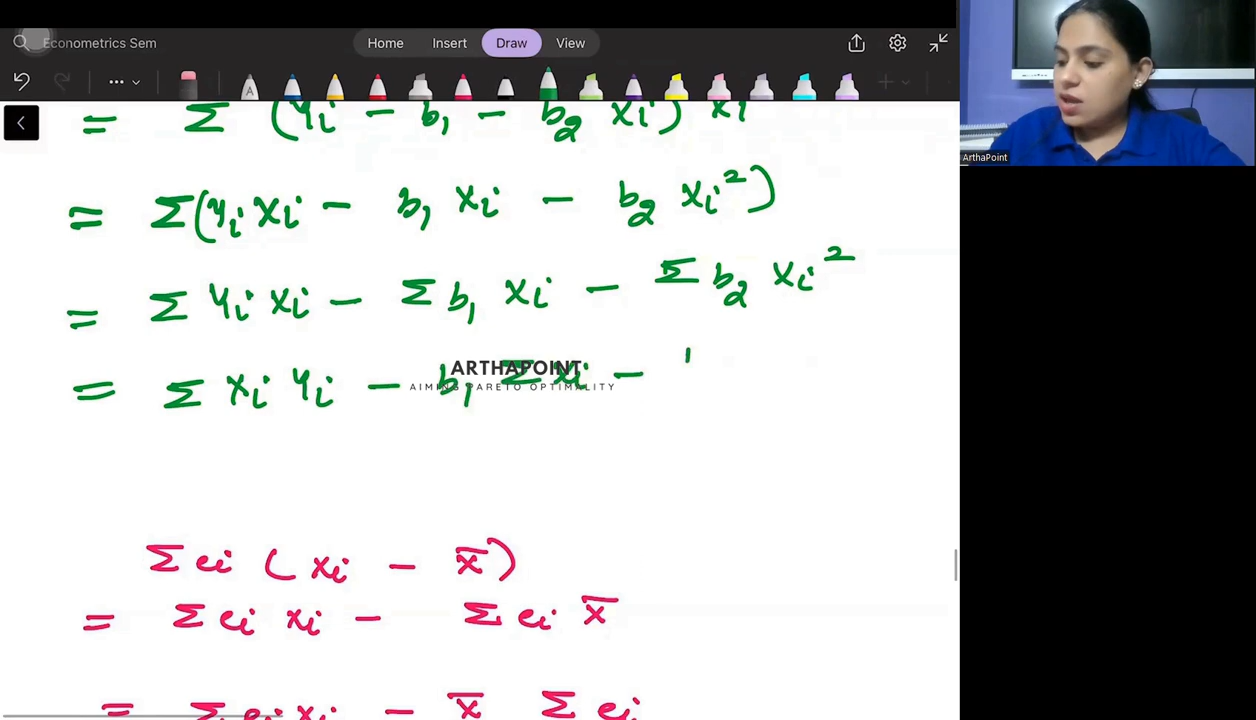 Econometrics Sem
Home Insert Draw View
A
= Σ (Yi - b₁ - b₂ Xi) Xi
ArthaPoint
= Σ(Yi Xi - b₁ Xi - b₂ Xi²)
= Σ Yi Xi - Σ b₁ Xi - Σ b₂ Xi²
= Σ Xi Yi - b₁ Σ Xi -
ARTHAPOINT
AIMING PARETO OPTIMALITY
Σ ei (Xi - X̄)
= Σ ei Xi - Σ ei X̄
= Σ ei Xi - X̄ Σ ei